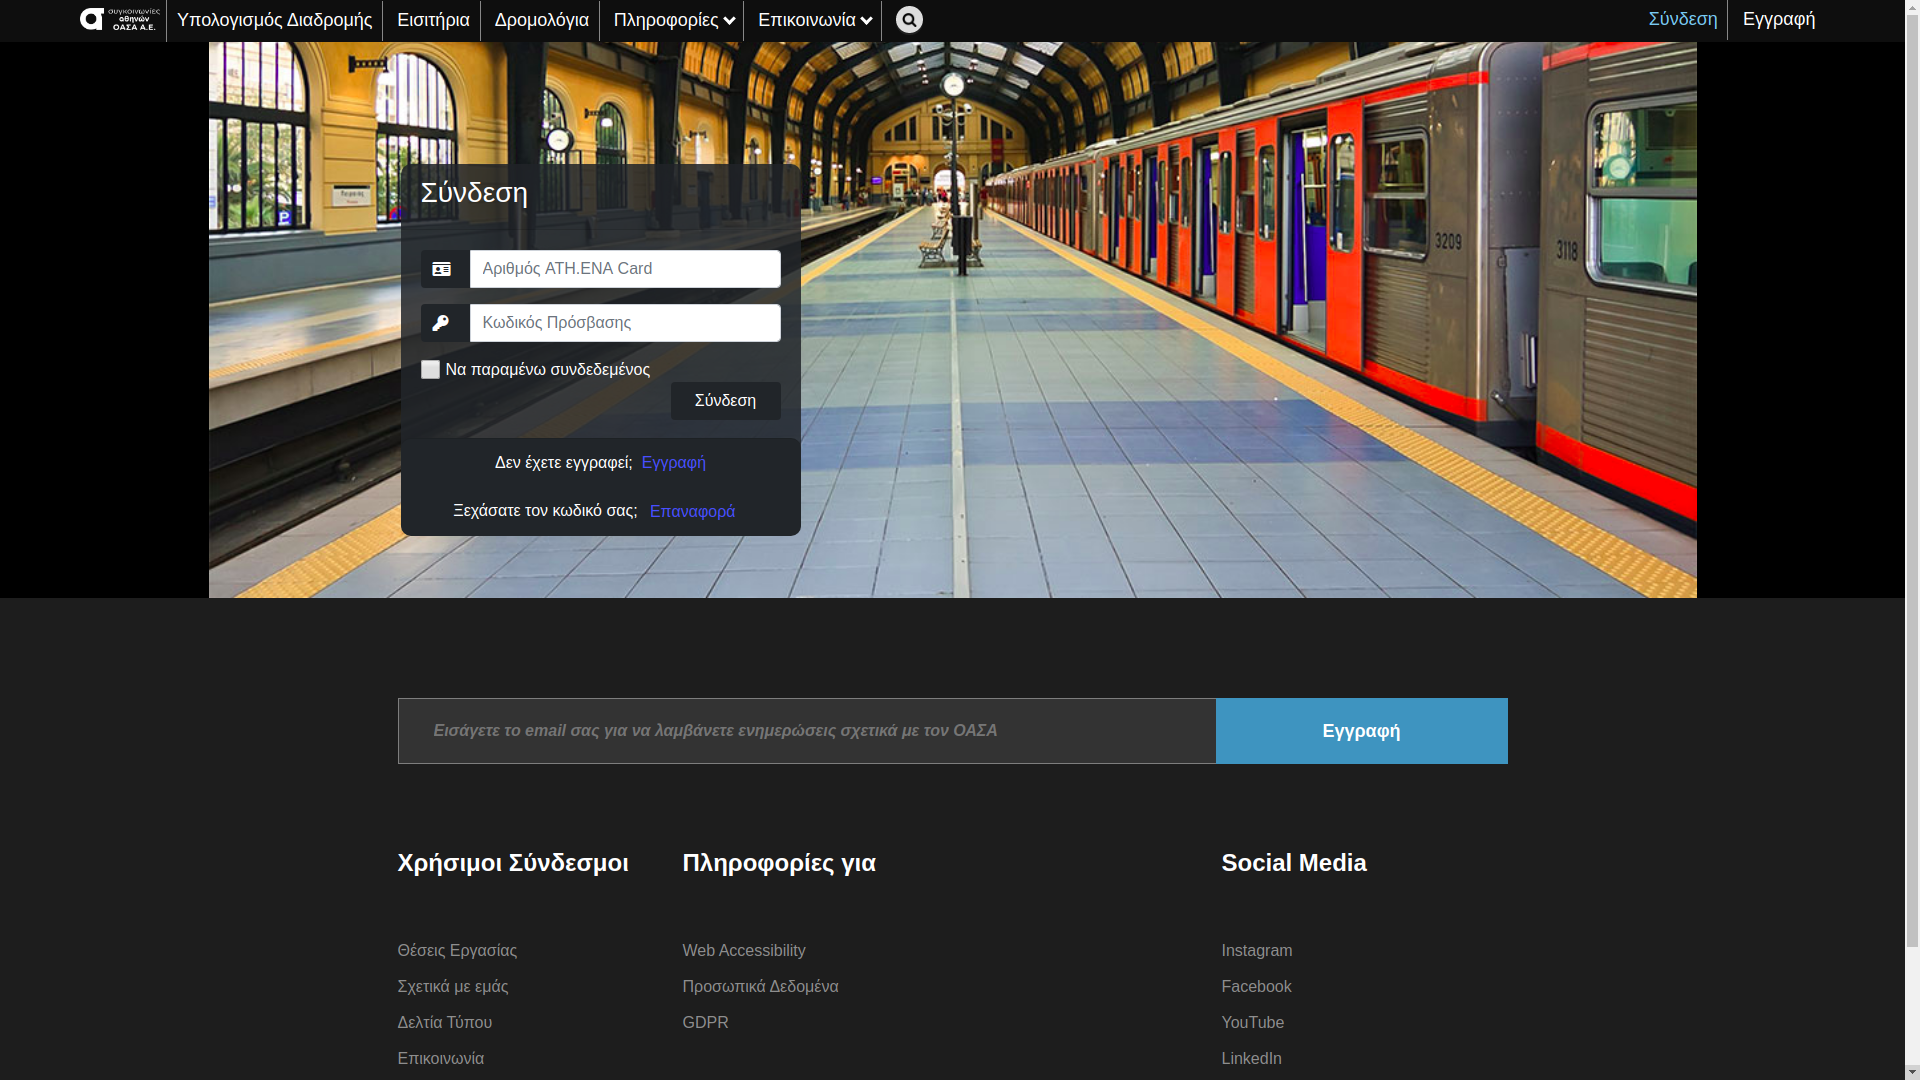 συγκοινωνίες
αθηνών
ΟΑΣΑ Α.Ε.
Υπολογισμός Διαδρομής
Εισιτήρια
Δρομολόγια
Πληροφορίες
Επικοινωνία
Σύνδεση
Εγγραφή
Σύνδεση
Αριθμός ATH.ENA Card
Κωδικός Πρόσβασης
Να παραμένω συνδεδεμένος
Σύνδεση
Δεν έχετε εγγραφεί; Εγγραφή
Ξεχάσατε τον κωδικό σας; Επαναφορά
3209
3118
P
Εισάγετε το email σας για να λαμβάνετε ενημερώσεις σχετικά με τον ΟΑΣΑ
Εγγραφή
Χρήσιμοι Σύνδεσμοι
Θέσεις Εργασίας
Σχετικά με εμάς
Δελτία Τύπου
Επικοινωνία
Πληροφορίες για
Web Accessibility
Προσωπικά Δεδομένα
GDPR
Social Media
Instagram
Facebook
YouTube
LinkedIn